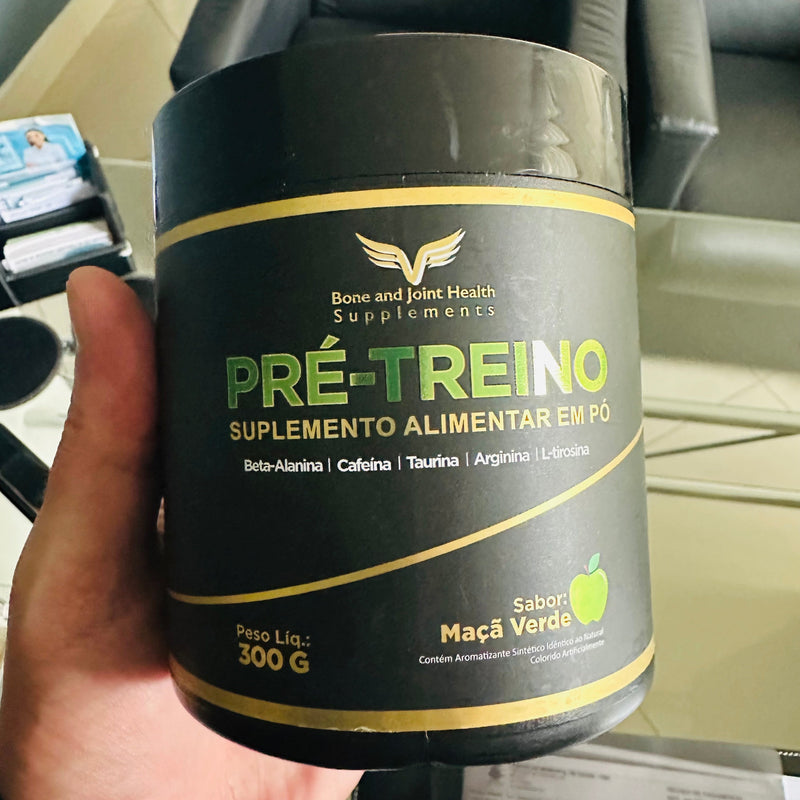 Bone and Joint Health
Supplements
PRÉ-TREINO
SUPLEMENTO ALIMENTAR EM PÓ
Beta-Alanina | Cafeína | Taurina | Arginina | L-tirosina
Sabor:
Maçã Verde
Contém Aromatizante Sintético Idêntico ao Natural
Colorido Artificialmente
Peso Líq.:
300 G